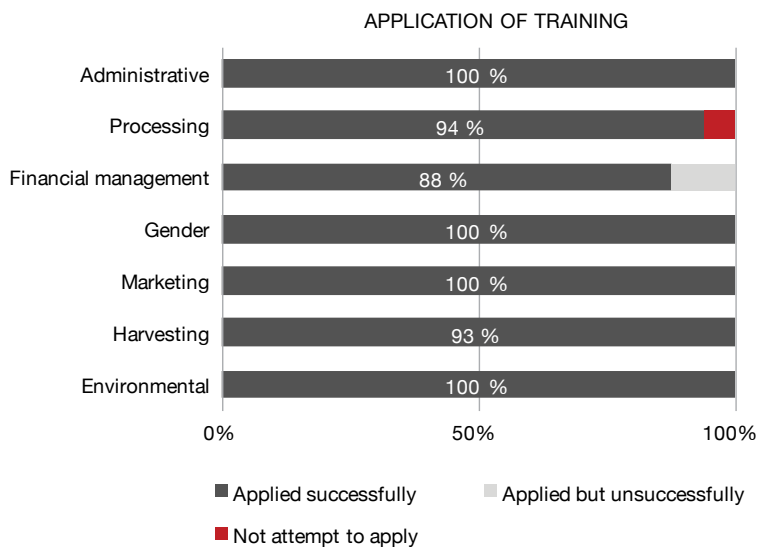 APPLICATION OF TRAINING
Administrative 100 %
Processing 94 %
Financial management 88 %
Gender 100 %
Marketing 100 %
Harvesting 93 %
Environmental 100 %
0% 50% 100%
Applied successfully Applied but unsuccessfully
Not attempt to apply